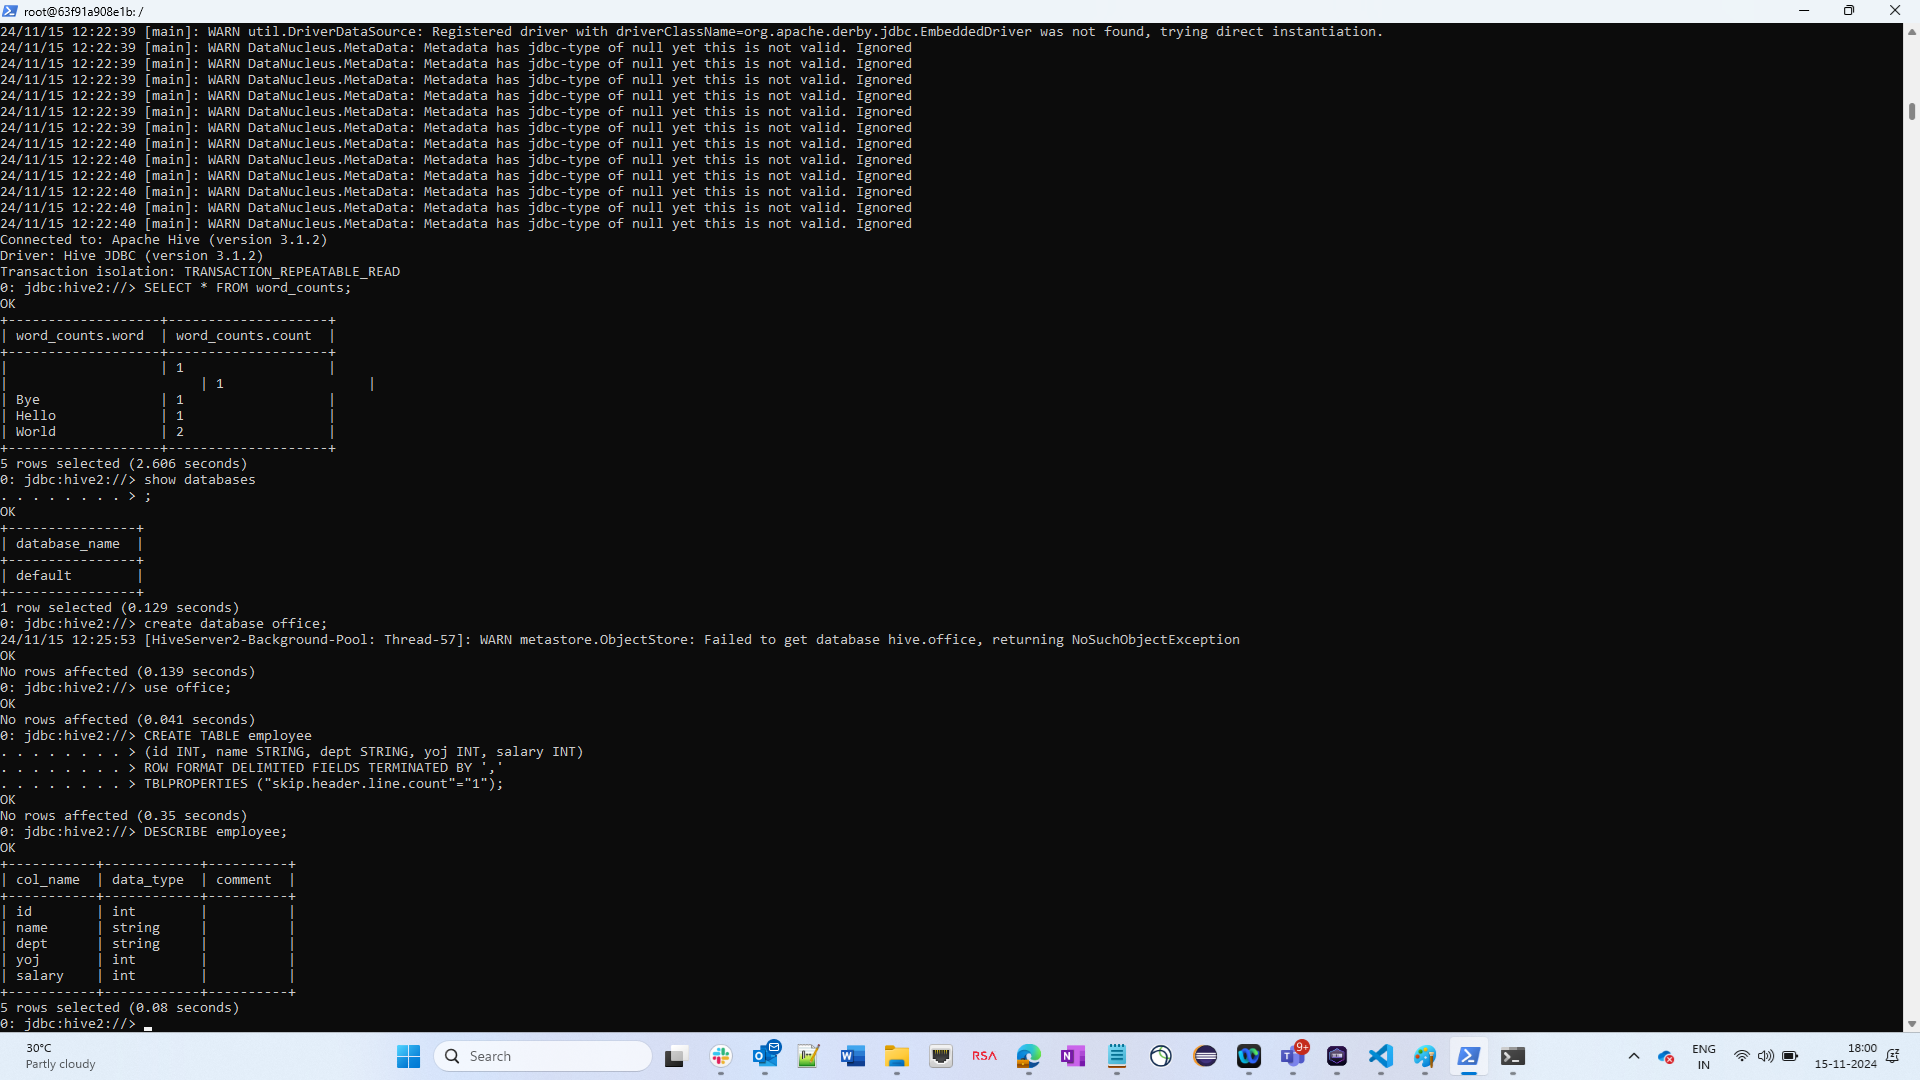 root@63f91a908e1b: /
24/11/15 12:22:39 [main]: WARN util.DriverDataSource: Registered driver with driverClassName=org.apache.derby.jdbc.EmbeddedDriver was not found, trying direct instantiation.
24/11/15 12:22:39 [main]: WARN DataNucleus.MetaData: Metadata has jdbc-type of null yet this is not valid. Ignored
24/11/15 12:22:39 [main]: WARN DataNucleus.MetaData: Metadata has jdbc-type of null yet this is not valid. Ignored
24/11/15 12:22:39 [main]: WARN DataNucleus.MetaData: Metadata has jdbc-type of null yet this is not valid. Ignored
24/11/15 12:22:39 [main]: WARN DataNucleus.MetaData: Metadata has jdbc-type of null yet this is not valid. Ignored
24/11/15 12:22:39 [main]: WARN DataNucleus.MetaData: Metadata has jdbc-type of null yet this is not valid. Ignored
24/11/15 12:22:39 [main]: WARN DataNucleus.MetaData: Metadata has jdbc-type of null yet this is not valid. Ignored
24/11/15 12:22:40 [main]: WARN DataNucleus.MetaData: Metadata has jdbc-type of null yet this is not valid. Ignored
24/11/15 12:22:40 [main]: WARN DataNucleus.MetaData: Metadata has jdbc-type of null yet this is not valid. Ignored
24/11/15 12:22:40 [main]: WARN DataNucleus.MetaData: Metadata has jdbc-type of null yet this is not valid. Ignored
24/11/15 12:22:40 [main]: WARN DataNucleus.MetaData: Metadata has jdbc-type of null yet this is not valid. Ignored
24/11/15 12:22:40 [main]: WARN DataNucleus.MetaData: Metadata has jdbc-type of null yet this is not valid. Ignored
24/11/15 12:22:40 [main]: WARN DataNucleus.MetaData: Metadata has jdbc-type of null yet this is not valid. Ignored
Connected to: Apache Hive (version 3.1.2)
Driver: Hive JDBC (version 3.1.2)
Transaction isolation: TRANSACTION_REPEATABLE_READ
0: jdbc:hive2://> SELECT * FROM word_counts;
OK
+-------------------+--------------------+
| word_counts.word  | word_counts.count  |
+-------------------+--------------------+
|                   | 1                  |
|                        | 1                  |
| Bye               | 1                  |
| Hello             | 1                  |
| World             | 2                  |
+-------------------+--------------------+
5 rows selected (2.606 seconds)
0: jdbc:hive2://> show databases
. . . . . . . . > ;
OK
+----------------+
| database_name  |
+----------------+
| default        |
+----------------+
1 row selected (0.129 seconds)
0: jdbc:hive2://> create database office;
24/11/15 12:25:53 [HiveServer2-Background-Pool: Thread-57]: WARN metastore.ObjectStore: Failed to get database hive.office, returning NoSuchObjectException
OK
No rows affected (0.139 seconds)
0: jdbc:hive2://> use office;
OK
No rows affected (0.041 seconds)
0: jdbc:hive2://> CREATE TABLE employee
. . . . . . . . > (id INT, name STRING, dept STRING, yoj INT, salary INT)
. . . . . . . . > ROW FORMAT DELIMITED FIELDS TERMINATED BY ','
. . . . . . . . > TBLPROPERTIES ("skip.header.line.count"="1");
OK
No rows affected (0.35 seconds)
0: jdbc:hive2://> DESCRIBE employee;
OK
+-----------+------------+----------+
| col_name  | data_type  | comment  |
+-----------+------------+----------+
| id        | int        |          |
| name      | string     |          |
| dept      | string     |          |
| yoj       | int        |          |
| salary    | int        |          |
+-----------+------------+----------+
5 rows selected (0.08 seconds)
0: jdbc:hive2://> _
30°C
Partly cloudy
Search
RSA
9+
ENG
IN
18:00
15-11-2024